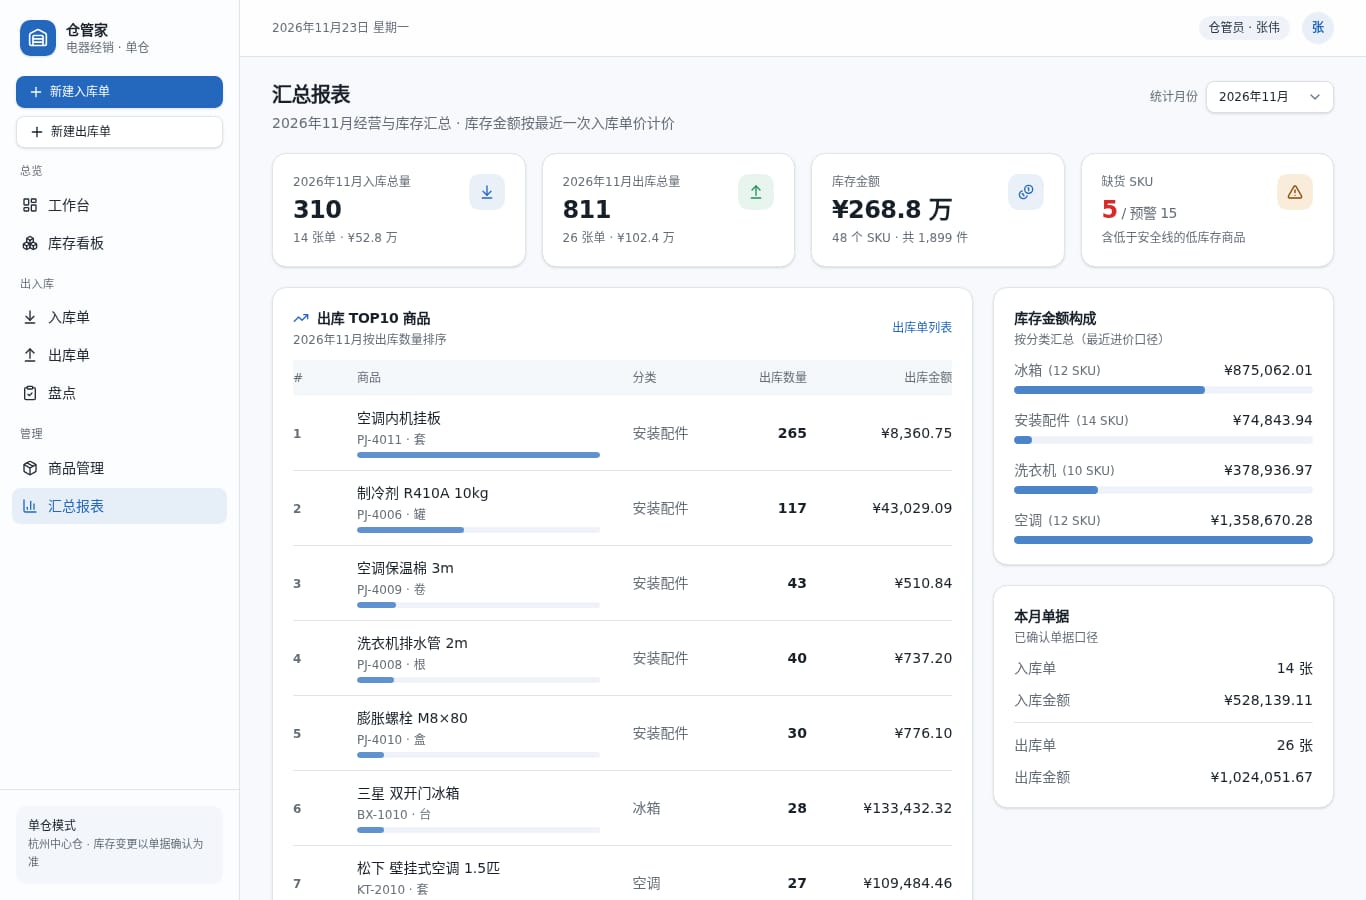 仓管家
电器经销 · 单仓
新建入库单
新建出库单
总览
工作台
库存看板
出入库
入库单
出库单
盘点
管理
商品管理
汇总报表
单仓模式
杭州中心仓 · 库存变更以单据确认为
准
2026年11月23日 星期一
仓管员 · 张伟
张
汇总报表
2026年11月经营与库存汇总 · 库存金额按最近一次入库单价计价
统计月份
2026年11月
2026年11月入库总量
310
14 张单 · ¥52.8 万
2026年11月出库总量
811
26 张单 · ¥102.4 万
库存金额
¥268.8 万
48 个 SKU · 共 1,899 件
缺货 SKU
5 / 预警 15
含低于安全线的低库存商品
出库 TOP10 商品
2026年11月按出库数量排序
出库单列表
# 商品 分类 出库数量 出库金额
1 空调内机挂板 安装配件 265 ¥8,360.75
PJ-4011 · 套
2 制冷剂 R410A 10kg 安装配件 117 ¥43,029.09
PJ-4006 · 罐
3 空调保温棉 3m 安装配件 43 ¥510.84
PJ-4009 · 卷
4 洗衣机排水管 2m 安装配件 40 ¥737.20
PJ-4008 · 根
5 膨胀螺栓 M8×80 安装配件 30 ¥776.10
PJ-4010 · 盒
6 三星 双开门冰箱 冰箱 28 ¥133,432.32
BX-1010 · 台
7 松下 壁挂式空调 1.5匹 空调 27 ¥109,484.46
KT-2010 · 套
库存金额构成
按分类汇总（最近进价口径）
冰箱 (12 SKU) ¥875,062.01
安装配件 (14 SKU) ¥74,843.94
洗衣机 (10 SKU) ¥378,936.97
空调 (12 SKU) ¥1,358,670.28
本月单据
已确认单据口径
入库单 14 张
入库金额 ¥528,139.11
出库单 26 张
出库金额 ¥1,024,051.67